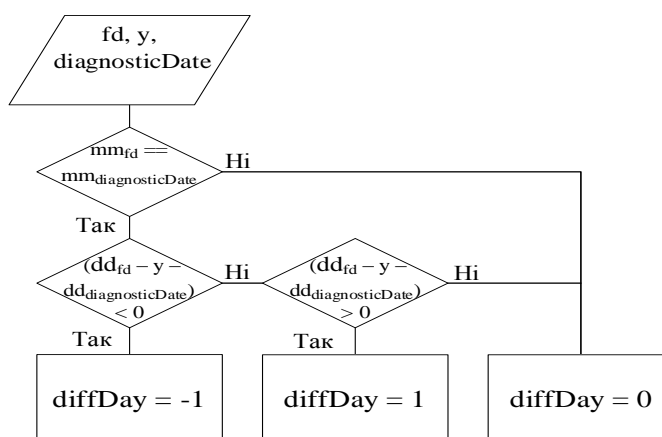 fd, y,
diagnosticDate
mm_fd ==
mm_diagnosticDate
Ні
Так
(dd_fd – y –
dd_diagnosticDate)
< 0
Ні
(dd_fd – y –
dd_diagnosticDate)
> 0
Ні
Так
Так
diffDay = -1
diffDay = 1
diffDay = 0